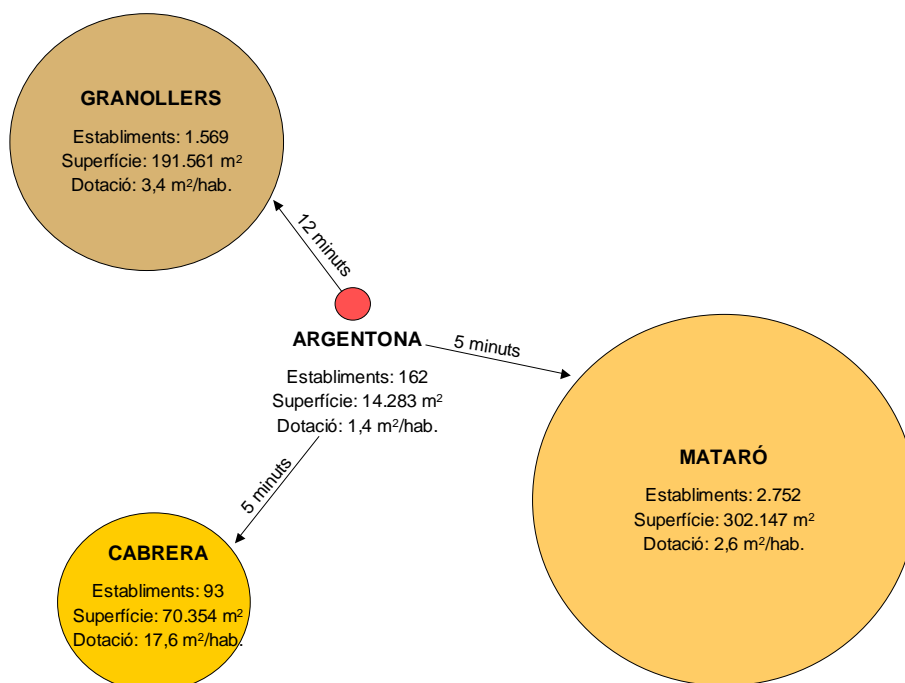 GRANOLLERS
Establiments: 1.569
Superfície: 191.561 m²
Dotació: 3,4 m²/hab.
12 minuts
ARGENTONA
5 minuts
Establiments: 162
Superfície: 14.283 m²
Dotació: 1,4 m²/hab.
5 minuts
MATARÓ
Establiments: 2.752
Superfície: 302.147 m²
Dotació: 2,6 m²/hab.
CABRERA
Establiments: 93
Superfície: 70.354 m²
Dotació: 17,6 m²/hab.